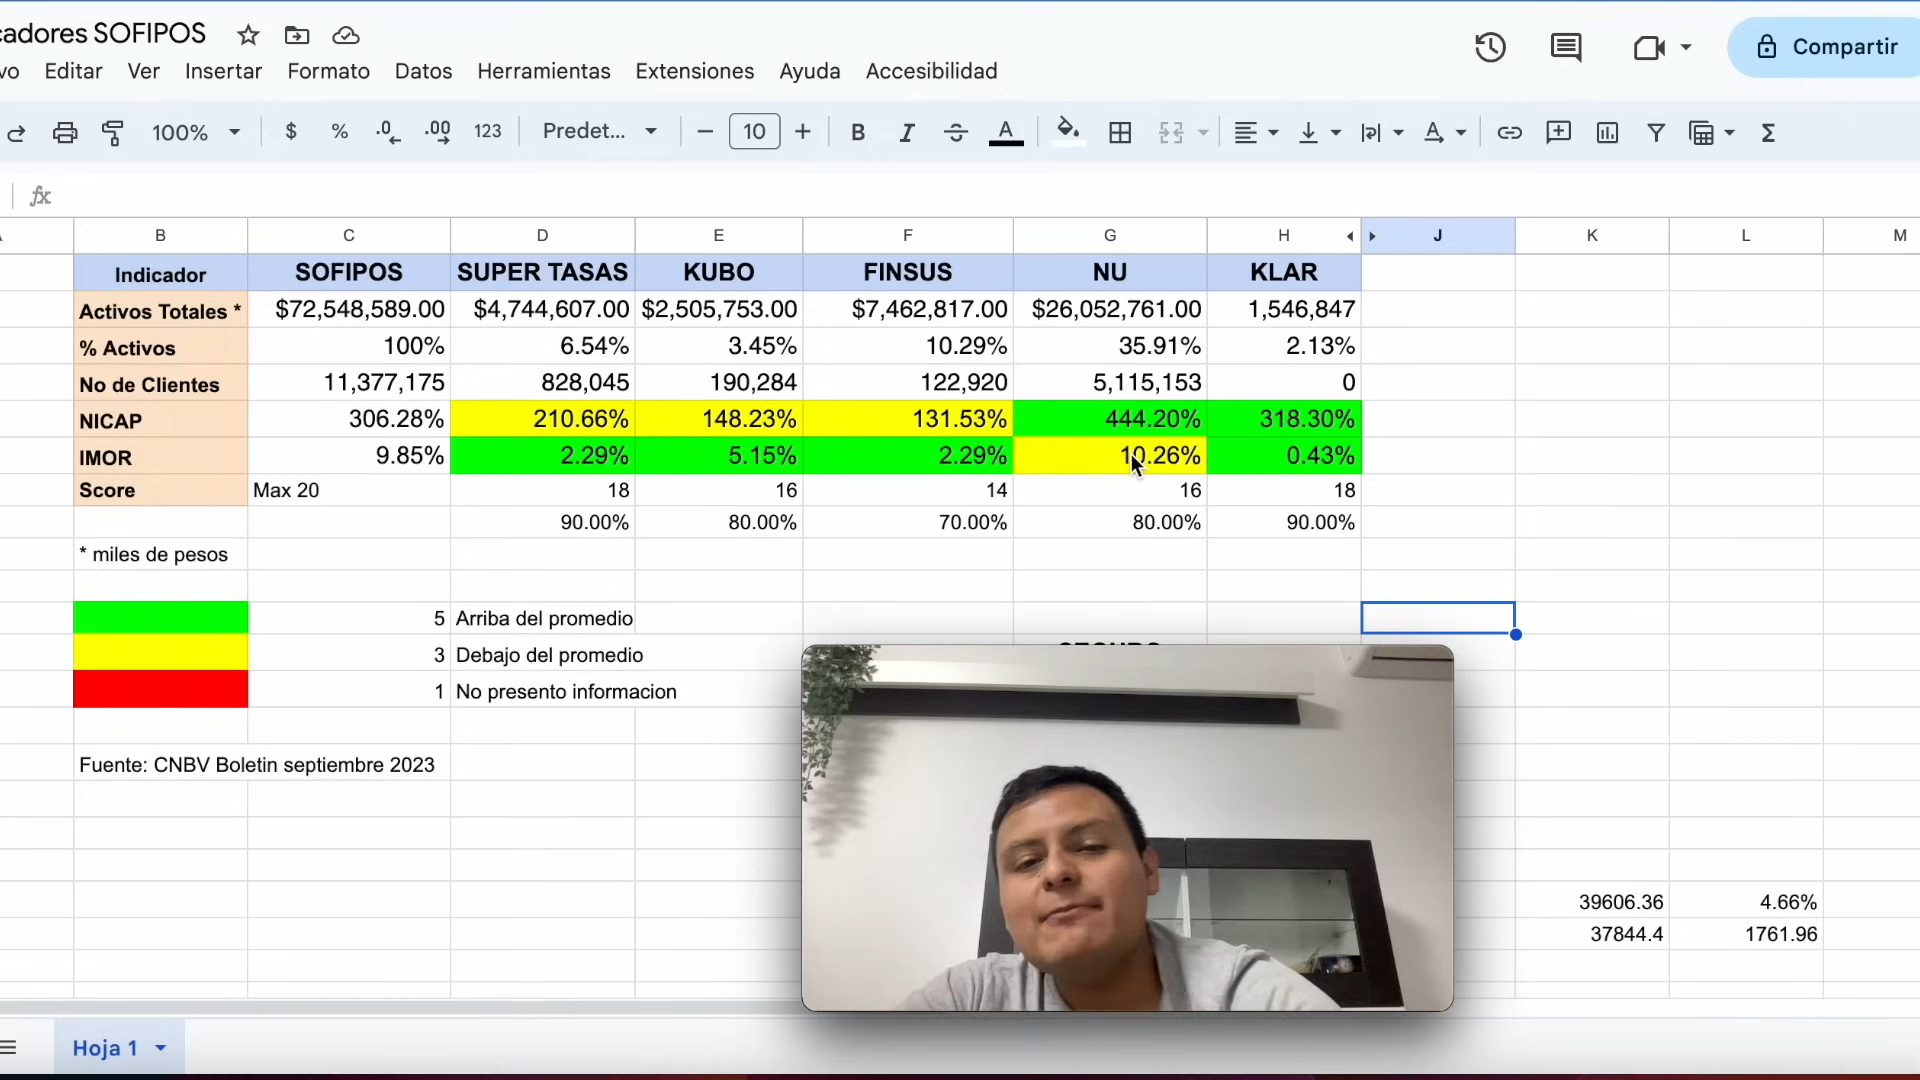 cadores SOFIPOS
vo Editar Ver Insertar Formato Datos Herramientas Extensiones Ayuda Accesibilidad
Compartir
100% $ % .0 .00 123 Predet... 10 B I A
fx
B C D E F G H J K L M
Indicador SOFIPOS SUPER TASAS KUBO FINSUS NU KLAR
Activos Totales * $72,548,589.00 $4,744,607.00 $2,505,753.00 $7,462,817.00 $26,052,761.00 1,546,847
% Activos 100% 6.54% 3.45% 10.29% 35.91% 2.13%
No de Clientes 11,377,175 828,045 190,284 122,920 5,115,153 0
NICAP 306.28% 210.66% 148.23% 131.53% 444.20% 318.30%
IMOR 9.85% 2.29% 5.15% 2.29% 10.26% 0.43%
Score Max 20 18 16 14 16 18
90.00% 80.00% 70.00% 80.00% 90.00%
* miles de pesos
5 Arriba del promedio
3 Debajo del promedio
1 No presento informacion
Fuente: CNBV Boletin septiembre 2023
39606.36 4.66%
37844.4 1761.96
Hoja 1